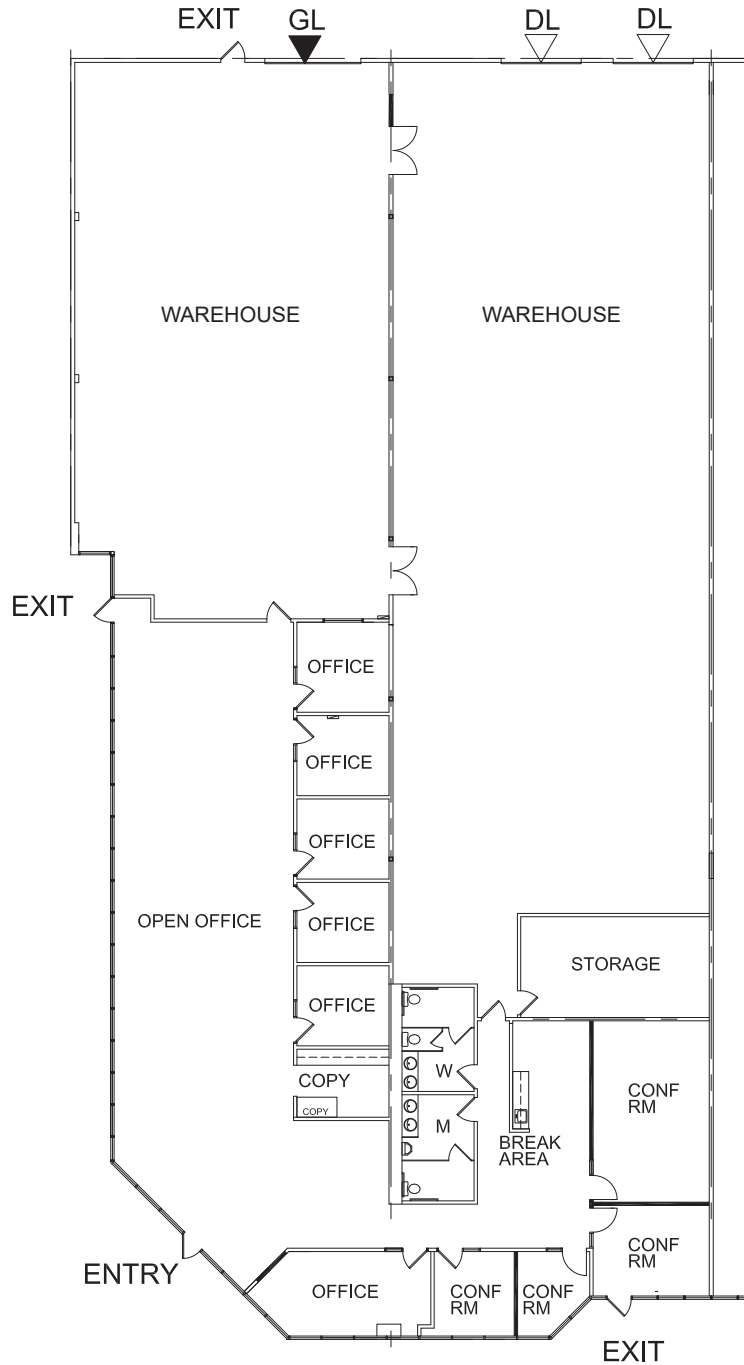 EXIT
GL
DL
DL
WAREHOUSE
WAREHOUSE
EXIT
OFFICE
OFFICE
OFFICE
OPEN OFFICE
OFFICE
STORAGE
OFFICE
W
COPY
CONF
RM
COPY
M
BREAK
AREA
ENTRY
OFFICE
CONF
RM
CONF
RM
CONF
RM
EXIT